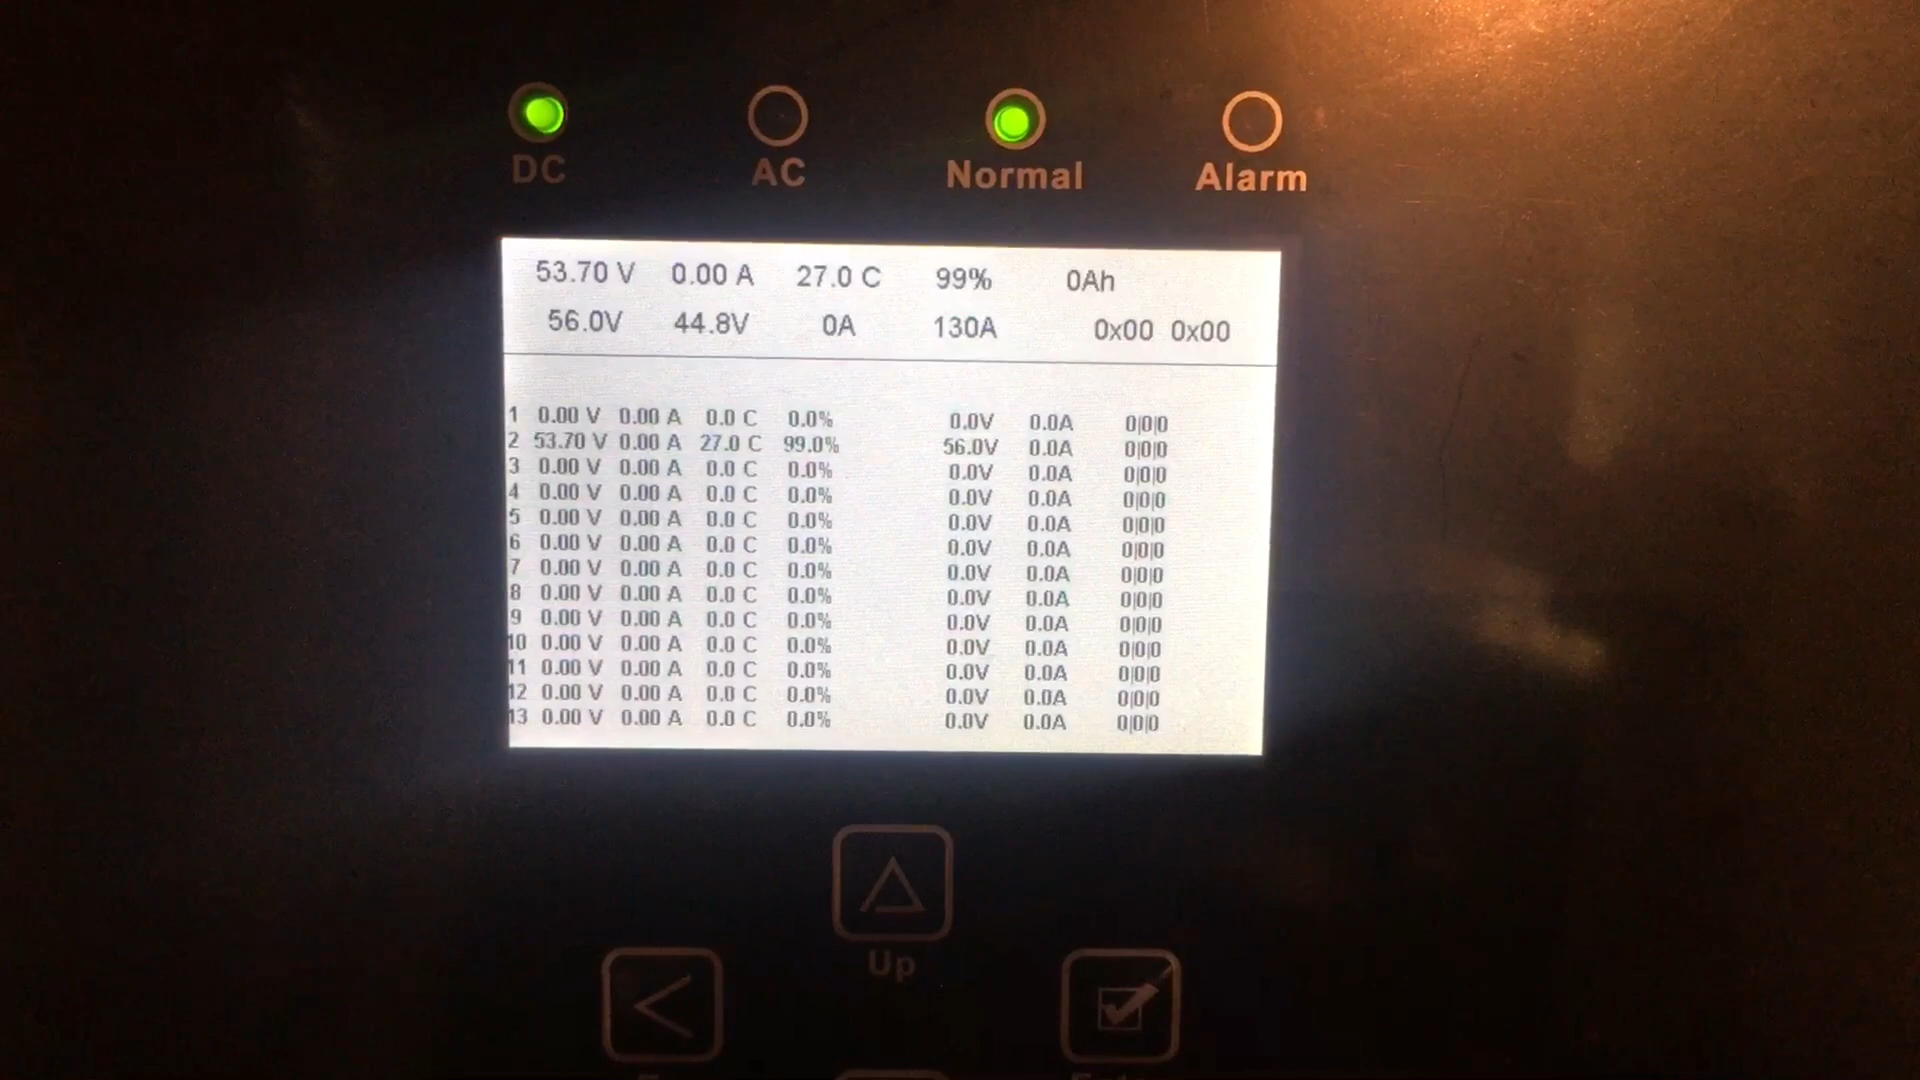 DC AC Normal Alarm
53.70 V 0.00 A 27.0 C 99% 0Ah
56.0V 44.8V 0A 130A 0x00 0x00
1 0.00 V 0.00 A 0.0 C 0.0% 0.0V 0.0A 0|0|0
2 53.70 V 0.00 A 27.0 C 99.0% 56.0V 0.0A 0|0|0
3 0.00 V 0.00 A 0.0 C 0.0% 0.0V 0.0A 0|0|0
4 0.00 V 0.00 A 0.0 C 0.0% 0.0V 0.0A 0|0|0
5 0.00 V 0.00 A 0.0 C 0.0% 0.0V 0.0A 0|0|0
6 0.00 V 0.00 A 0.0 C 0.0% 0.0V 0.0A 0|0|0
7 0.00 V 0.00 A 0.0 C 0.0% 0.0V 0.0A 0|0|0
8 0.00 V 0.00 A 0.0 C 0.0% 0.0V 0.0A 0|0|0
9 0.00 V 0.00 A 0.0 C 0.0% 0.0V 0.0A 0|0|0
10 0.00 V 0.00 A 0.0 C 0.0% 0.0V 0.0A 0|0|0
11 0.00 V 0.00 A 0.0 C 0.0% 0.0V 0.0A 0|0|0
12 0.00 V 0.00 A 0.0 C 0.0% 0.0V 0.0A 0|0|0
13 0.00 V 0.00 A 0.0 C 0.0% 0.0V 0.0A 0|0|0
Up